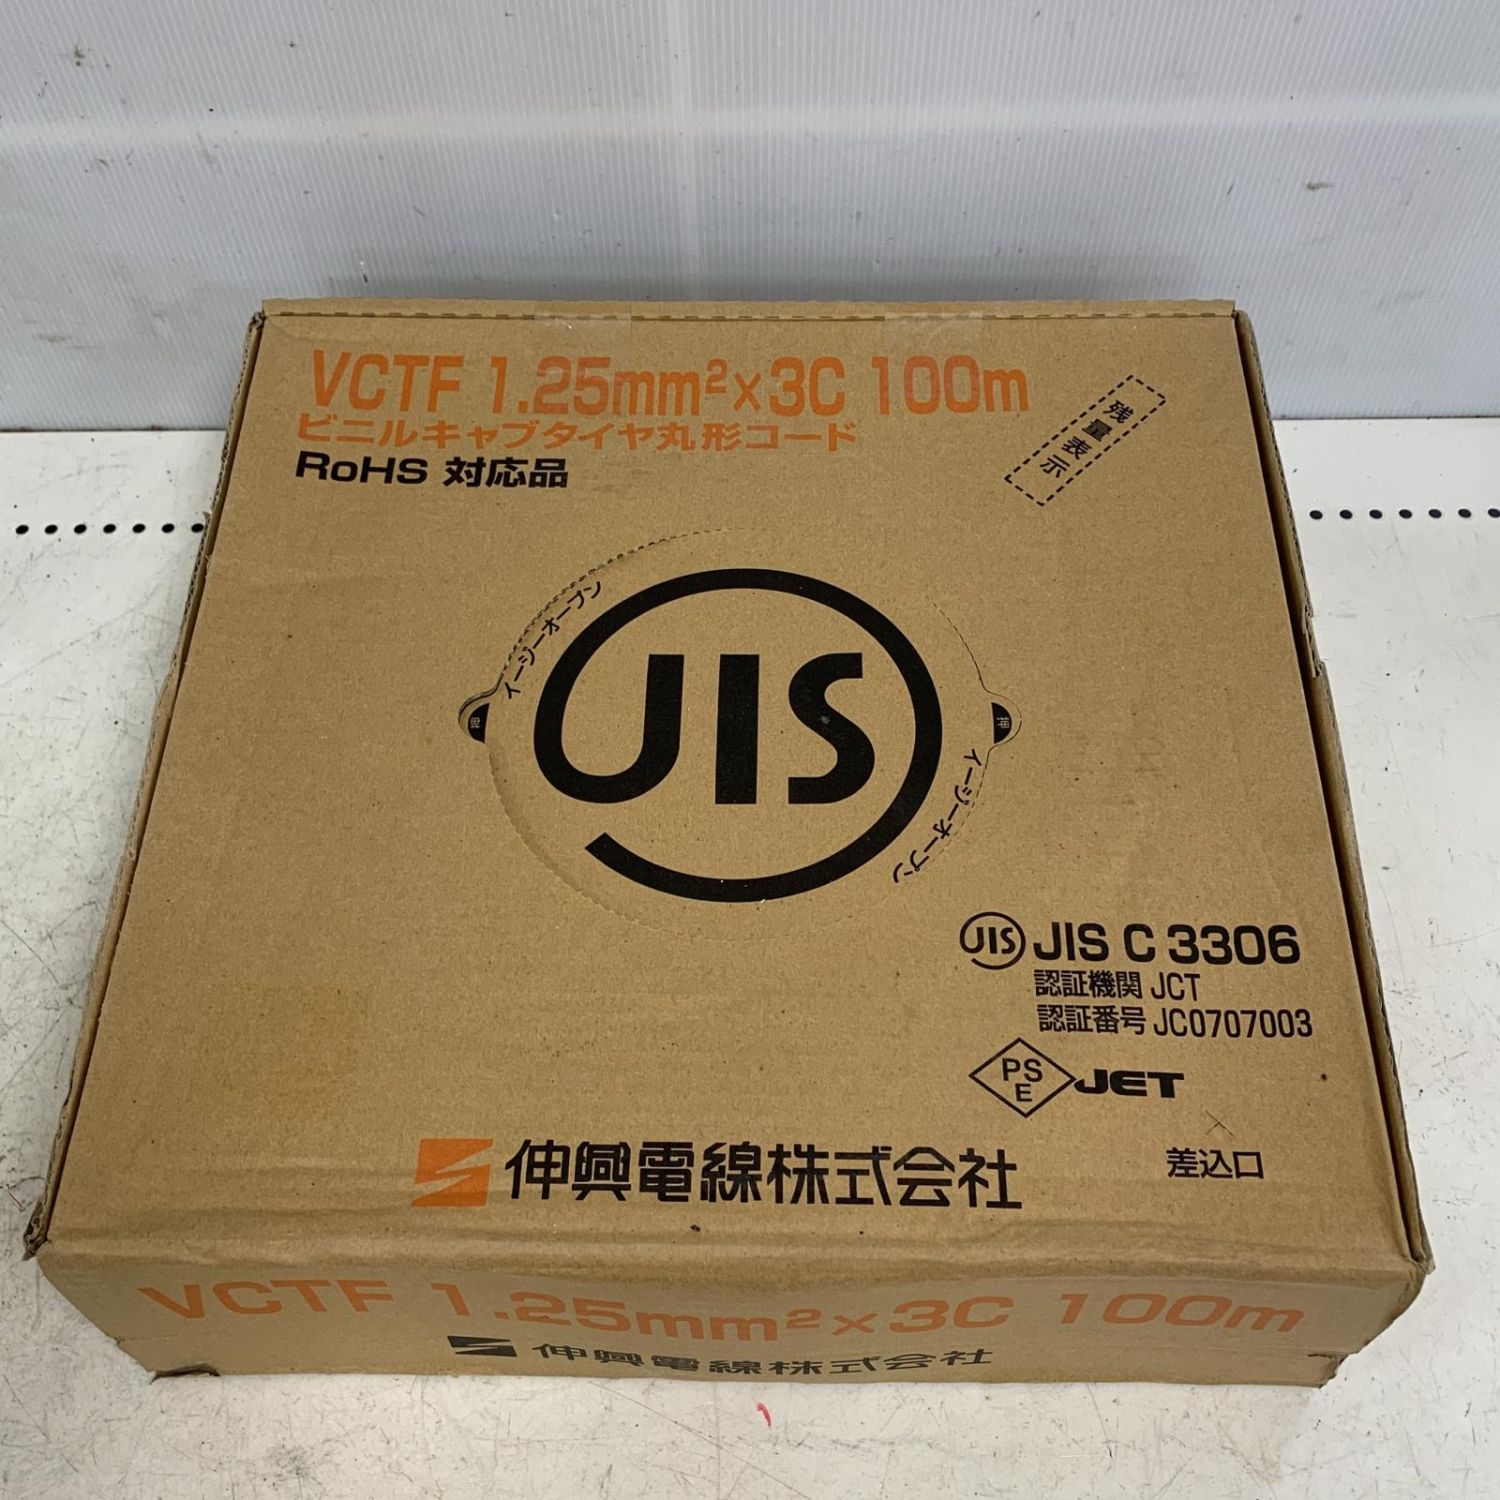 VCTF 1.25mm²×3C 100m
ビニルキャブタイヤ丸形コード
RoHS 対応品
残量表示
イージーオープン
押
JIS
押
イージーオープン
JIS JIS C 3306
認証機関 JCT
認証番号 JC0707003
PSE JET
差込口
伸興電線株式会社
VCTF 1.25mm²×3C 100m
伸興電線株式会社